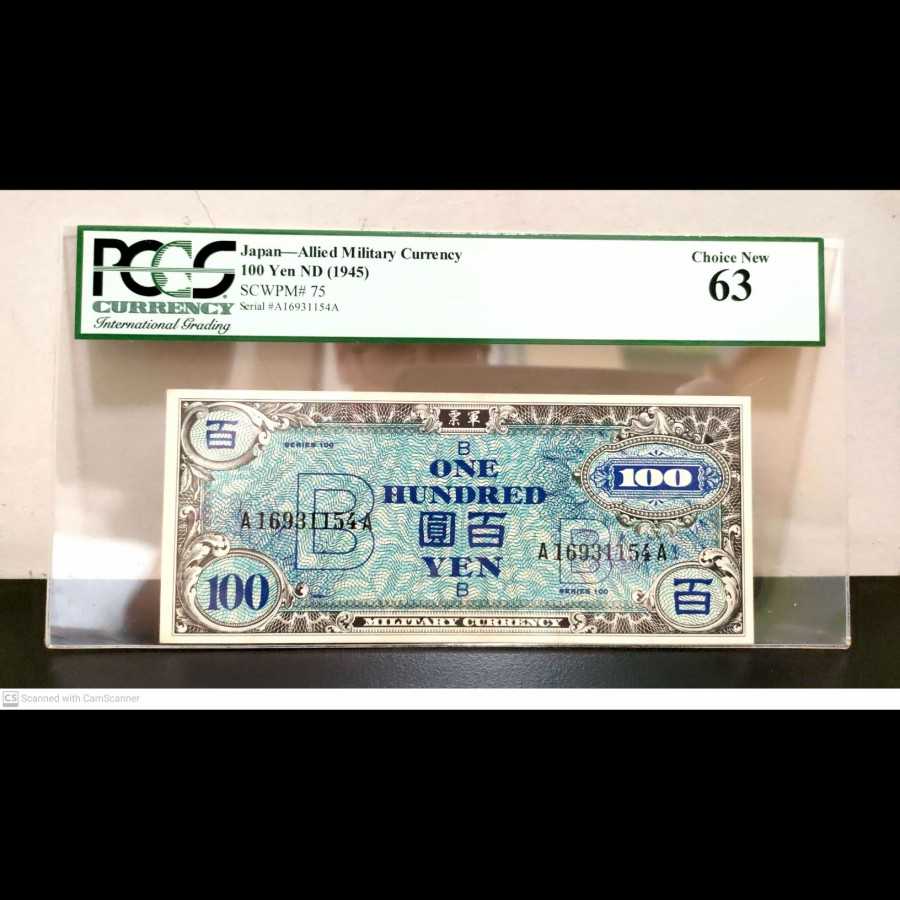 PCGS
CURRENCY
International Grading
Japan—Allied Military Currency
100 Yen ND (1945)
SCWPM# 75
Serial #A16931154A
Choice New
63
票軍
百
SERIES 100
B
ONE
HUNDRED
圓百
YEN
B
100
B
A16931154A
B
A16931154A
SERIES 100
100
百
MILITARY CURRENCY
CS Scanned with CamScanner